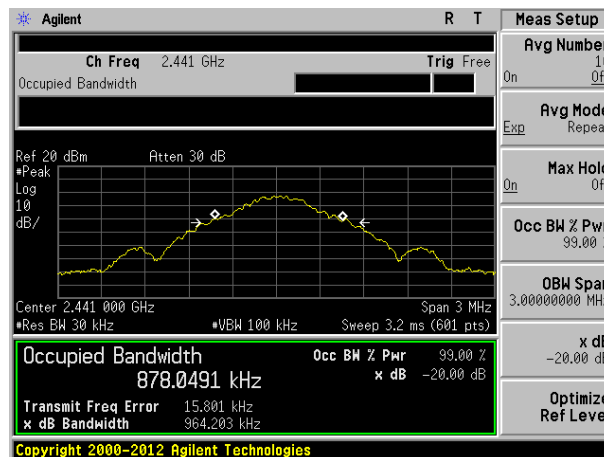 Agilent R T
Ch Freq 2.441 GHz Trig Free
Occupied Bandwidth
Ref 20 dBm Atten 30 dB
#Peak
Log
10
dB/
Center 2.441 000 GHz Span 3 MHz
#Res BW 30 kHz #VBW 100 kHz Sweep 3.2 ms (601 pts)
Occupied Bandwidth Occ BW % Pwr 99.00 %
878.0491 kHz x dB -20.00 dB
Transmit Freq Error 15.801 kHz
x dB Bandwidth 964.203 kHz
Copyright 2000-2012 Agilent Technologies
Meas Setup
Avg Number
On
Avg Mode
Exp Repea
Max Hold
On
Occ BW % Pwr
99.00
OBW Span
3.00000000 MH
x dB
-20.00 dB
Optimize
Ref Level